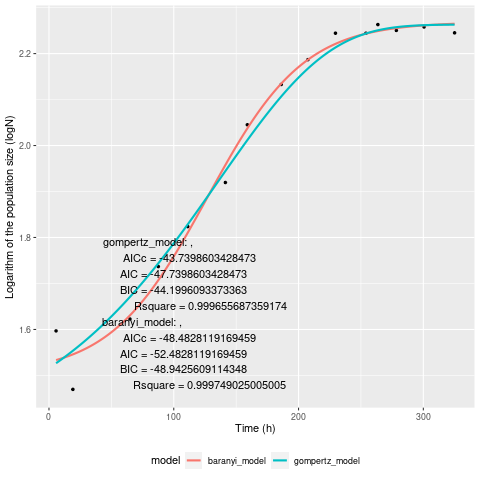 2.2
2.0
1.8
1.6
Logarithm of the population size (logN)
gompertz_model: ,
AICc = -43.7398603428473
AIC = -47.7398603428473
BIC = -44.1996093373363
Rsquare = 0.999655687359174
baranyi_model: ,
AICc = -48.4828119169459
AIC = -52.4828119169459
BIC = -48.9425609114348
Rsquare = 0.999749025005005
0 100 200 300
Time (h)
model baranyi_model gompertz_model